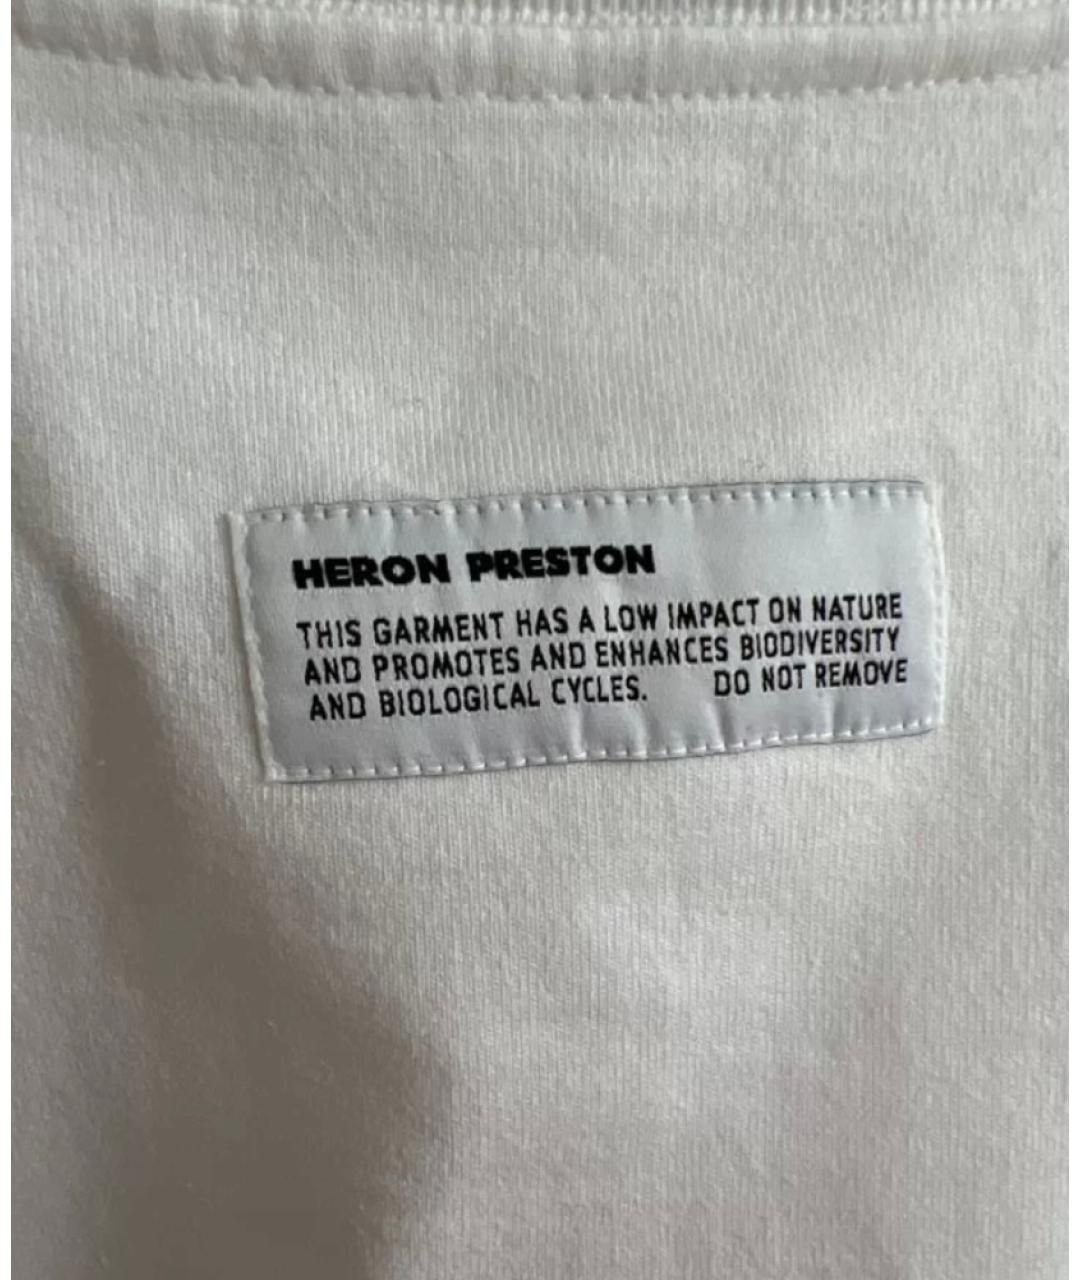 HERON PRESTON
THIS GARMENT HAS A LOW IMPACT ON NATURE
AND PROMOTES AND ENHANCES BIODIVERSITY
AND BIOLOGICAL CYCLES. DO NOT REMOVE